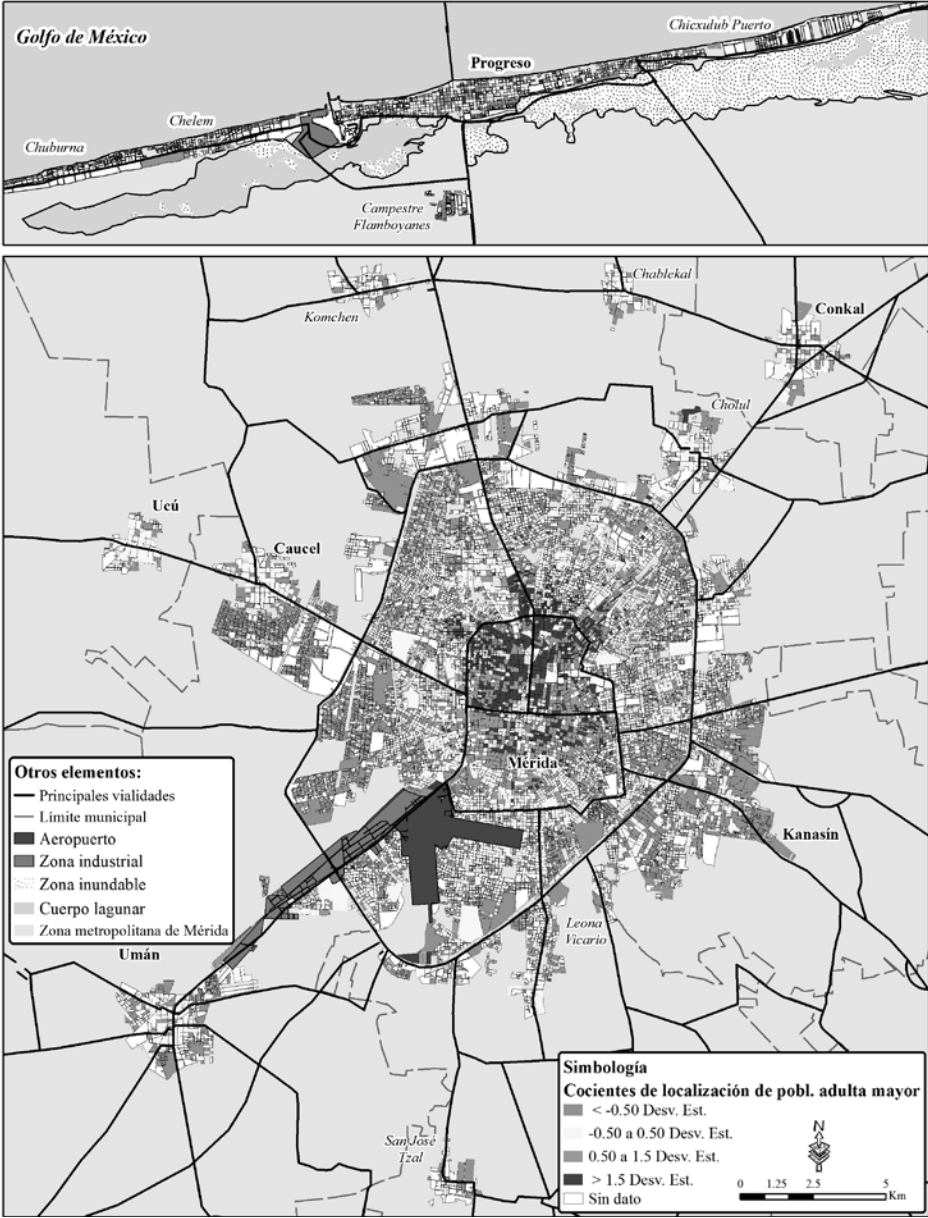 Golfo de México
Chicxulub Puerto
Progreso
Chelem
Chuburna
Campestre
Flamboyanes
Chablekal
Komchen
Conkal
Cholul
Ucú
Caucel
Mérida
Kanasín
Leona
Vicario
Umán
San José
Tzal
Otros elementos:
Principales vialidades
Límite municipal
Aeropuerto
Zona industrial
Zona inundable
Cuerpo lagunar
Zona metropolitana de Mérida
Simbología
Cocientes de localización de pobl. adulta mayor
< -0.50 Desv. Est.
-0.50 a 0.50 Desv. Est.
0.50 a 1.5 Desv. Est.
> 1.5 Desv. Est.
Sin dato
N
0 1.25 2.5 5
Km